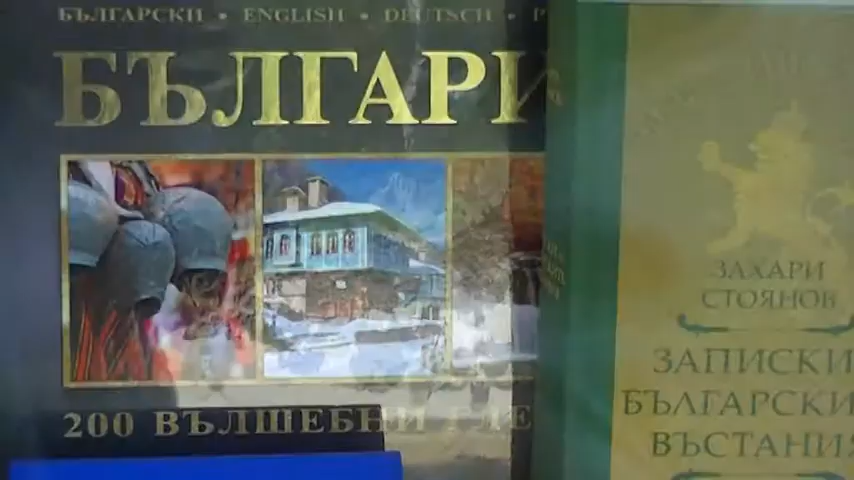 БЪЛГАРСКИ • ENGLISH • DEUTSCH •
БЪЛГАРИ
200 ВЪЛШЕБНИ
ЗАХАРИ
СТОЯНОВ
ЗАПИСКИ
БЪЛГАРСКИ
ВЪСТАНИЯ